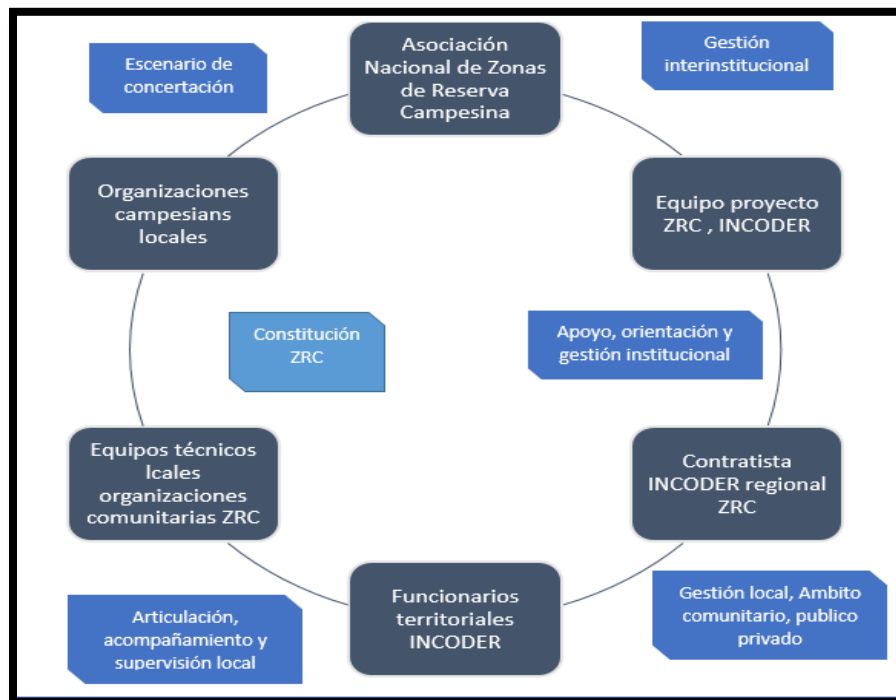 Escenario de
concertación
Asociación
Nacional de Zonas
de Reserva
Campesina
Gestión
interinstitucional
Organizaciones
campesians
locales
Equipo proyecto
ZRC , INCODER
Constitución
ZRC
Apoyo, orientación y
gestión institucional
Equipos técnicos
lcales
organizaciones
comunitarias ZRC
Contratista
INCODER regional
ZRC
Articulación,
acompañamiento y
supervisión local
Funcionarios
territoriales
INCODER
Gestión local, Ambito
comunitario, publico
privado